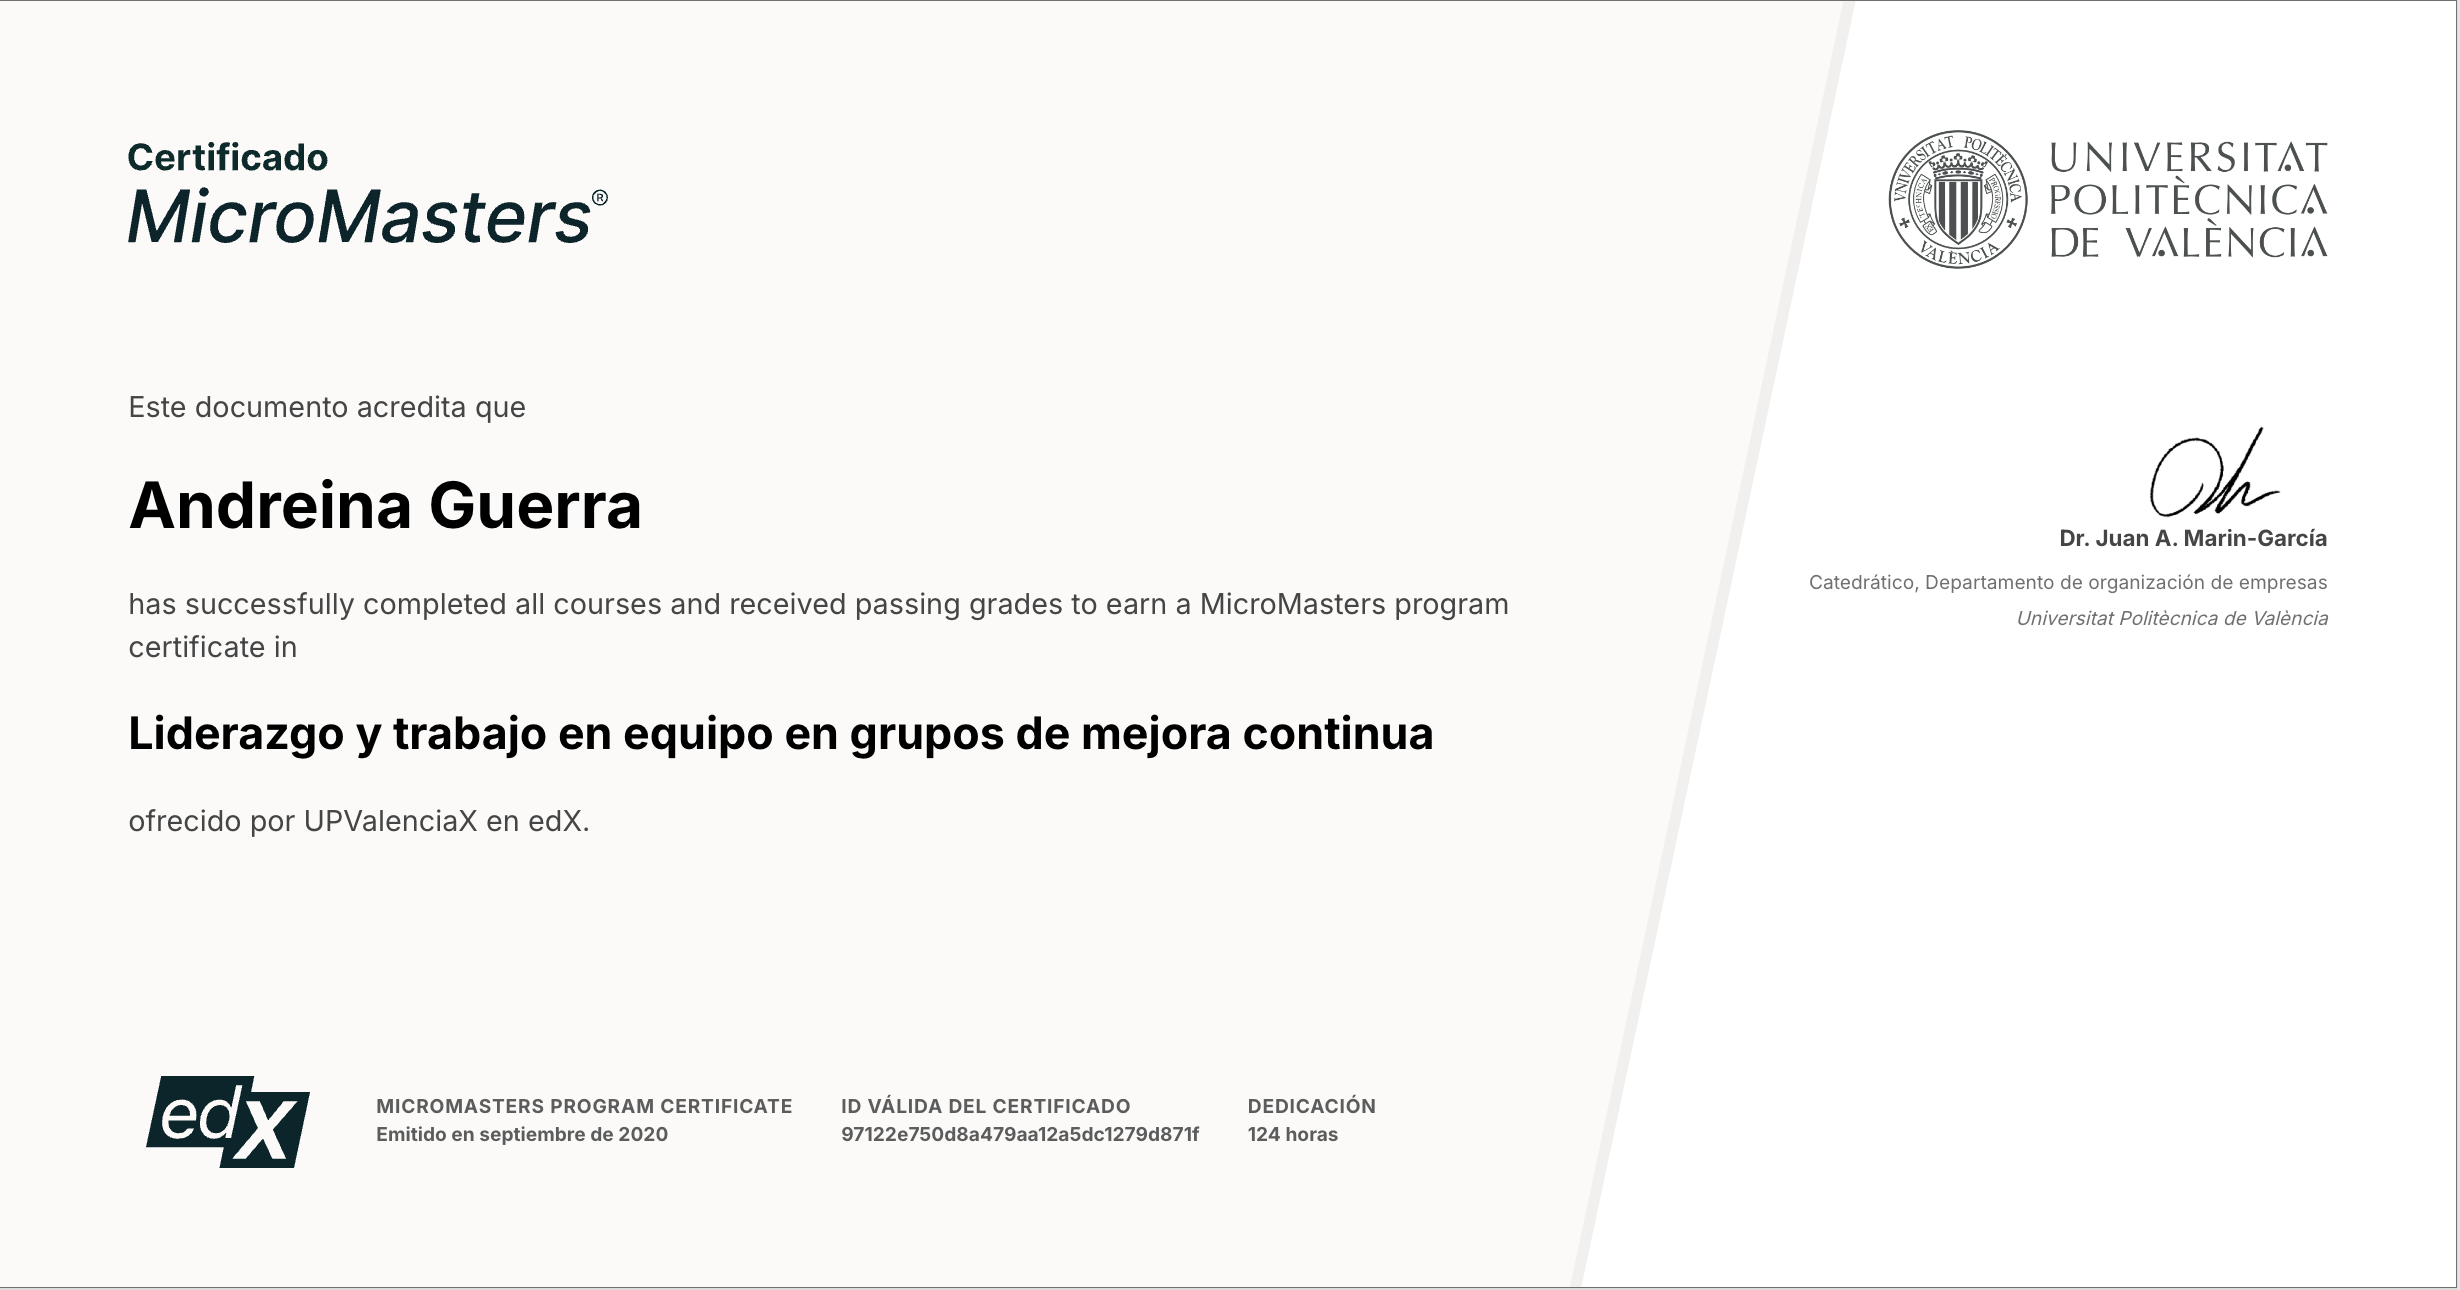 Certificado
MicroMasters®
UNIVERSITAT POLITÈCNICA
VALÈNCIA
UNIVERSITAT
POLITÈCNICA
DE VALÈNCIA
Este documento acredita que
Andreina Guerra
has successfully completed all courses and received passing grades to earn a MicroMasters program
certificate in
Liderazgo y trabajo en equipo en grupos de mejora continua
ofrecido por UPValenciaX en edX.
Dr. Juan A. Marin-García
Catedrático, Departamento de organización de empresas
Universitat Politècnica de València
edX
MICROMASTERS PROGRAM CERTIFICATE
Emitido en septiembre de 2020
ID VÁLIDA DEL CERTIFICADO
97122e750d8a479aa12a5dc1279d871f
DEDICACIÓN
124 horas